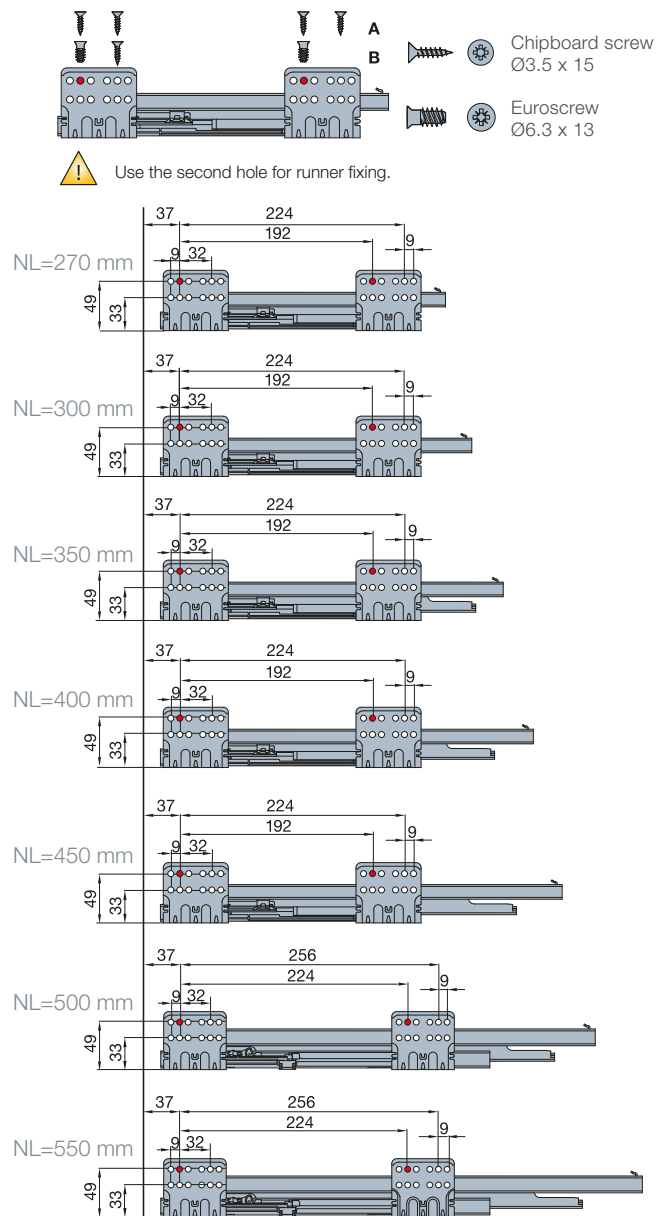 A
B
Chipboard screw
Ø3.5 x 15
Euroscrew
Ø6.3 x 13
!
Use the second hole for runner fixing.
37 224
192
9 32 9
NL=270 mm
49 33
37 224
192
9 32 9
NL=300 mm
49 33
37 224
192
9 32 9
NL=350 mm
49 33
37 224
192
9 32 9
NL=400 mm
49 33
37 224
192
9 32 9
NL=450 mm
49 33
37 256
224
9 32 9
NL=500 mm
49 33
37 256
224
9 32 9
NL=550 mm
49 33